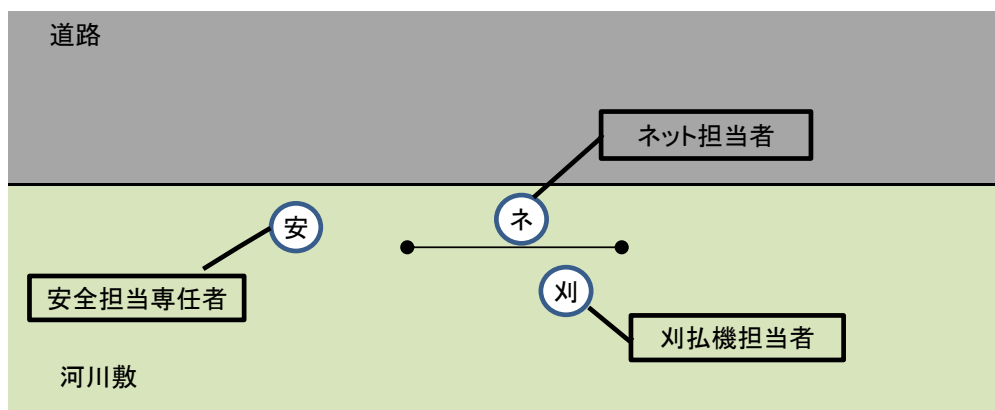 道路
ネット担当者
ネ
安
安全担当専任者
刈
刈払機担当者
河川敷